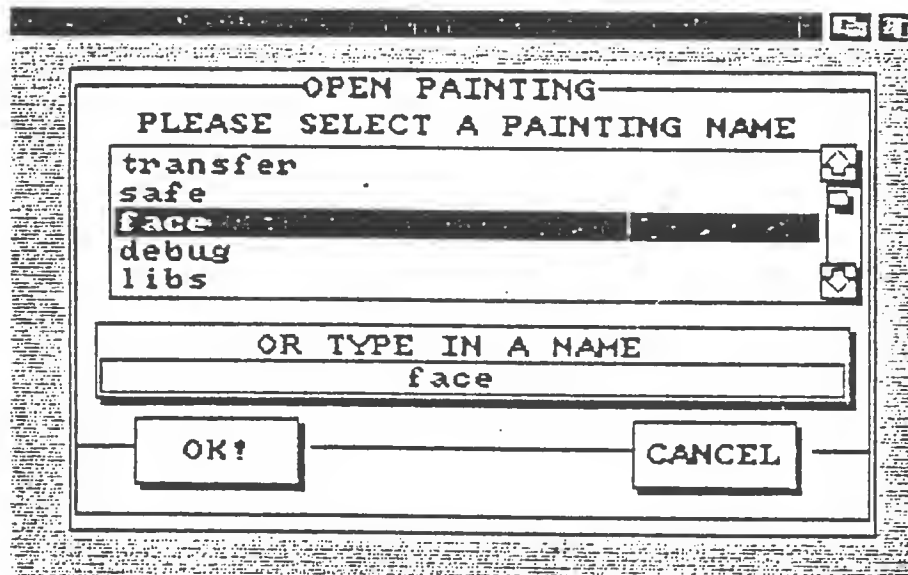 OPEN PAINTING
PLEASE SELECT A PAINTING NAME
transfer
safe
face
debug
libs
OR TYPE IN A NAME
face
OK!
CANCEL